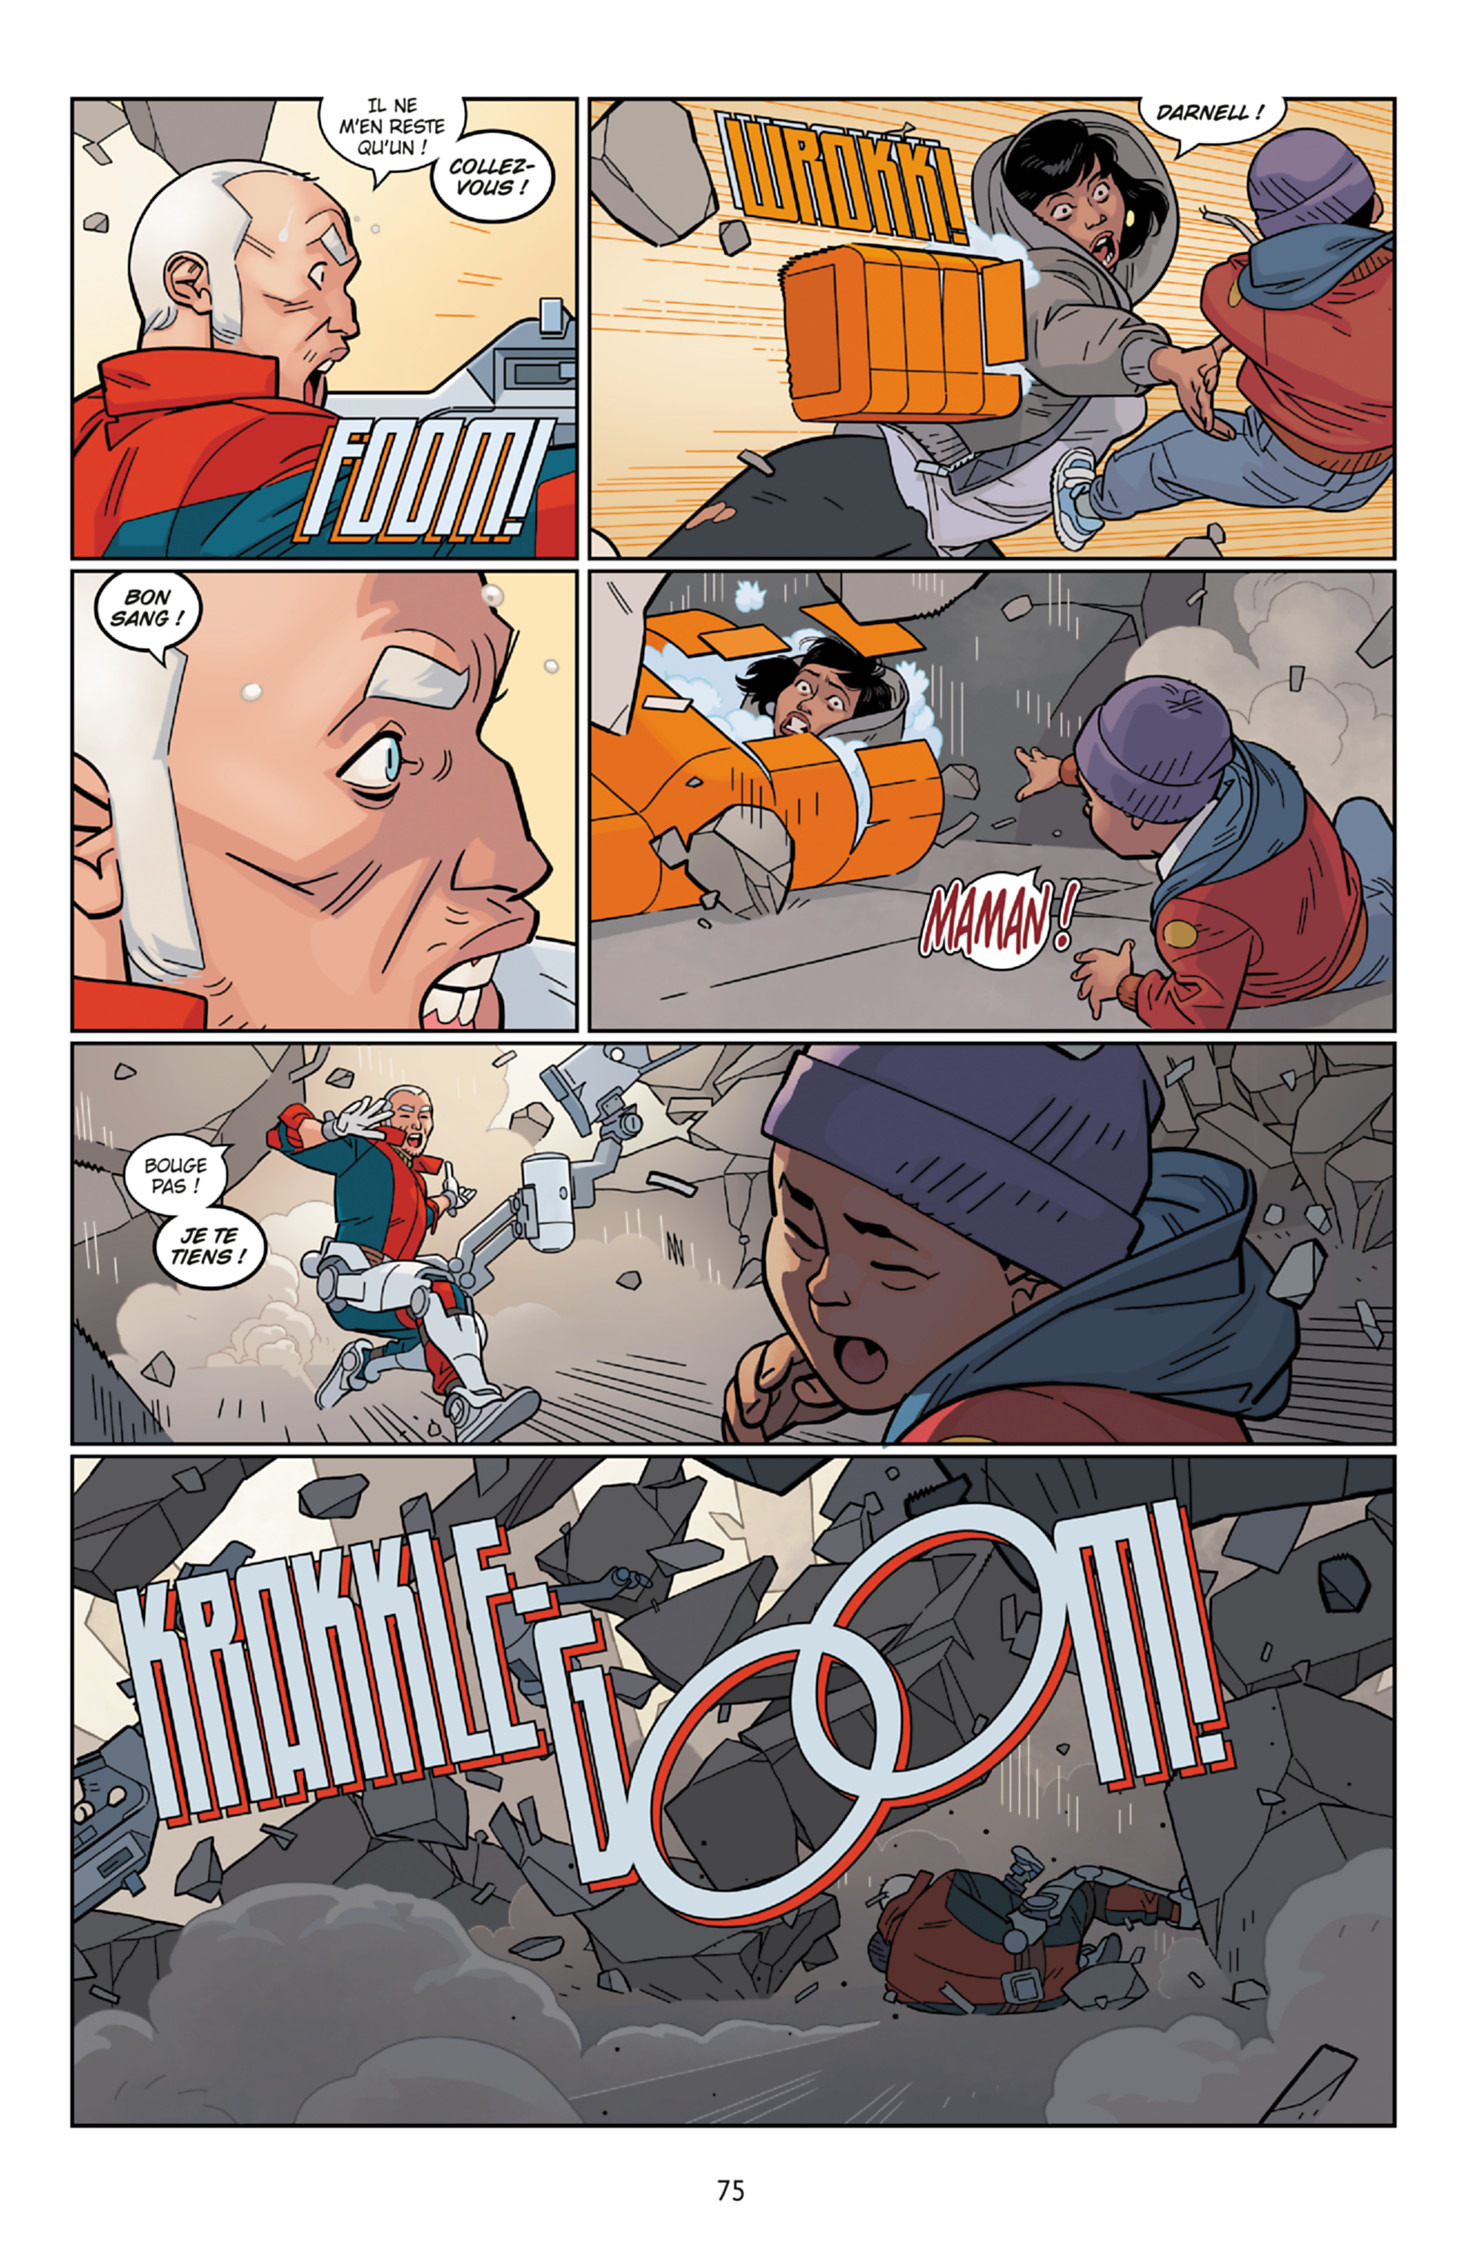 IL NE
M'EN RESTE
QU'UN !
COLLEZ-
VOUS !
FOOM!
WROKK!
DARNELL !
BON
SANG !
MAMAN !
BOUGE
PAS !
JE TE
TIENS !
KRAKKLE-
GOOM!
75